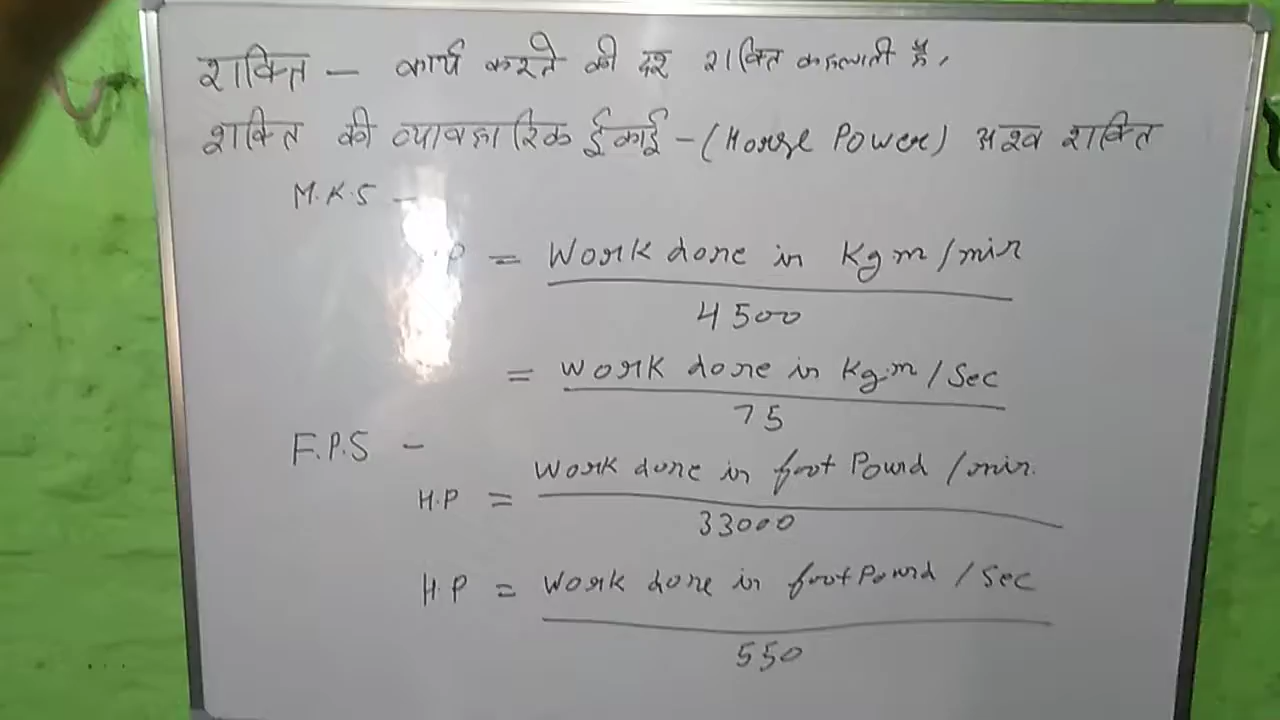 शक्ति – कार्य करने की दर शक्ति कहलाती है,
शक्ति की व्यावहारिक ईकाई – (Horse Power) अश्व शक्ति
M.K.S –
P = Work done in Kg m / min
4500
= Work done in Kg.m / Sec
75
F.P.S –
H.P = Work done in foot Pound / min.
33000
H.P = Work done in foot Pound / Sec
550